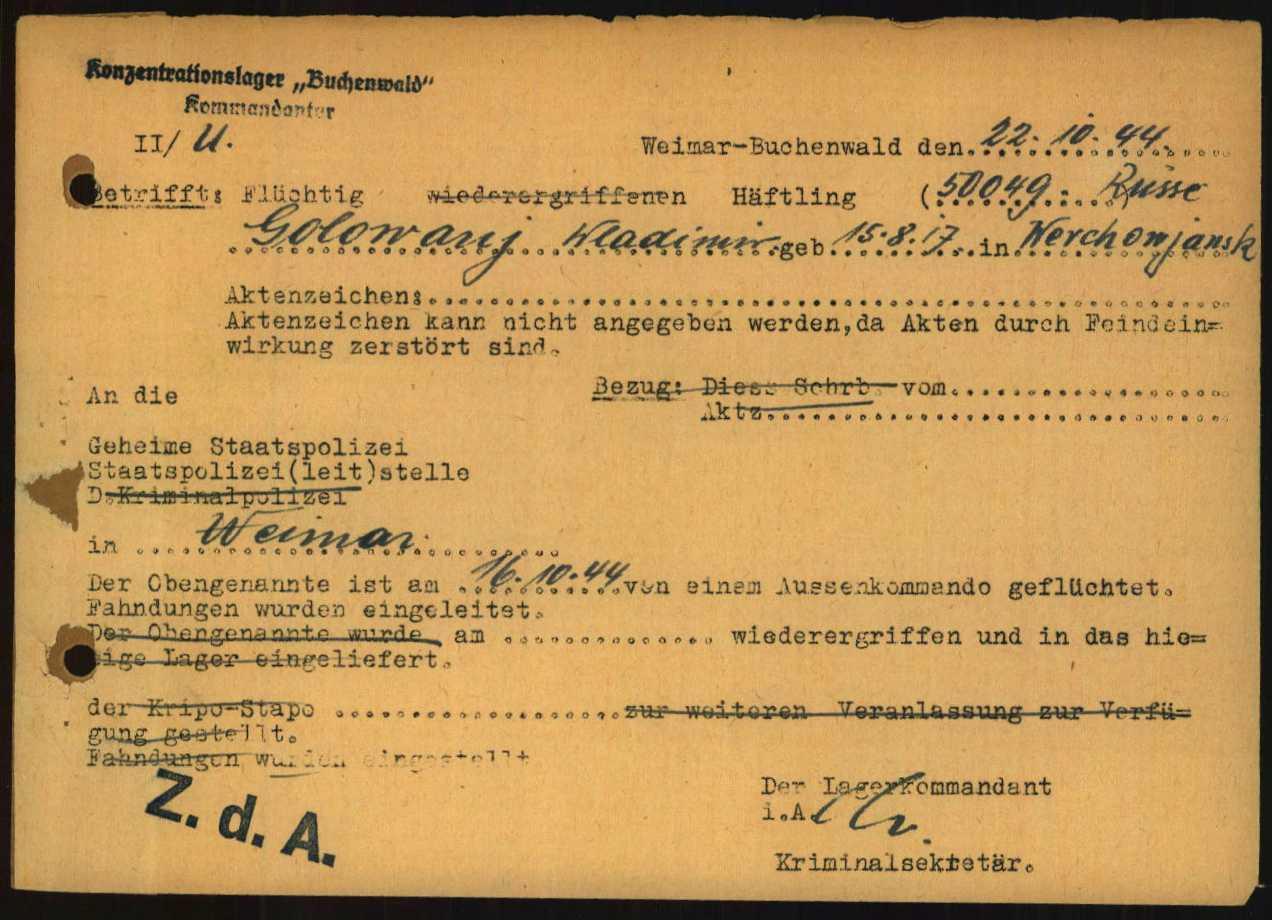 Konzentrationslager „Buchenwald“
Kommandantur
II/ U.
Weimar-Buchenwald den. 22. 10. 44.
Betrifft: Flüchtig wiederergriffenen Häftling (50049. Russe
Golowanj Wladimir geb. 15.8.17. in Werchowjansk
Aktenzeichen:
Aktenzeichen kann nicht angegeben werden,da Akten durch Feindein=
wirkung zerstört sind.
Bezug: Dies. Schrb. vom
Aktz.
An die
Geheime Staatspolizei
Staatspolizei(leit)stelle
D.Kriminalpolizei
in Weimar
Der Obengenannte ist am 16. 10. 44 von einem Aussenkommando geflüchtet.
Fahndungen wurden eingeleitet.
Der Obengenannte wurde am wiederergriffen und in das hie=
sige Lager eingeliefert.
der Kripo-Stapo zur weiteren Veranlassung zur Verfü=
gung gestellt.
Fahndungen wurden eingestellt
Z. d. A.
Der Lagerkommandant
i.A.
Kriminalsekretär.